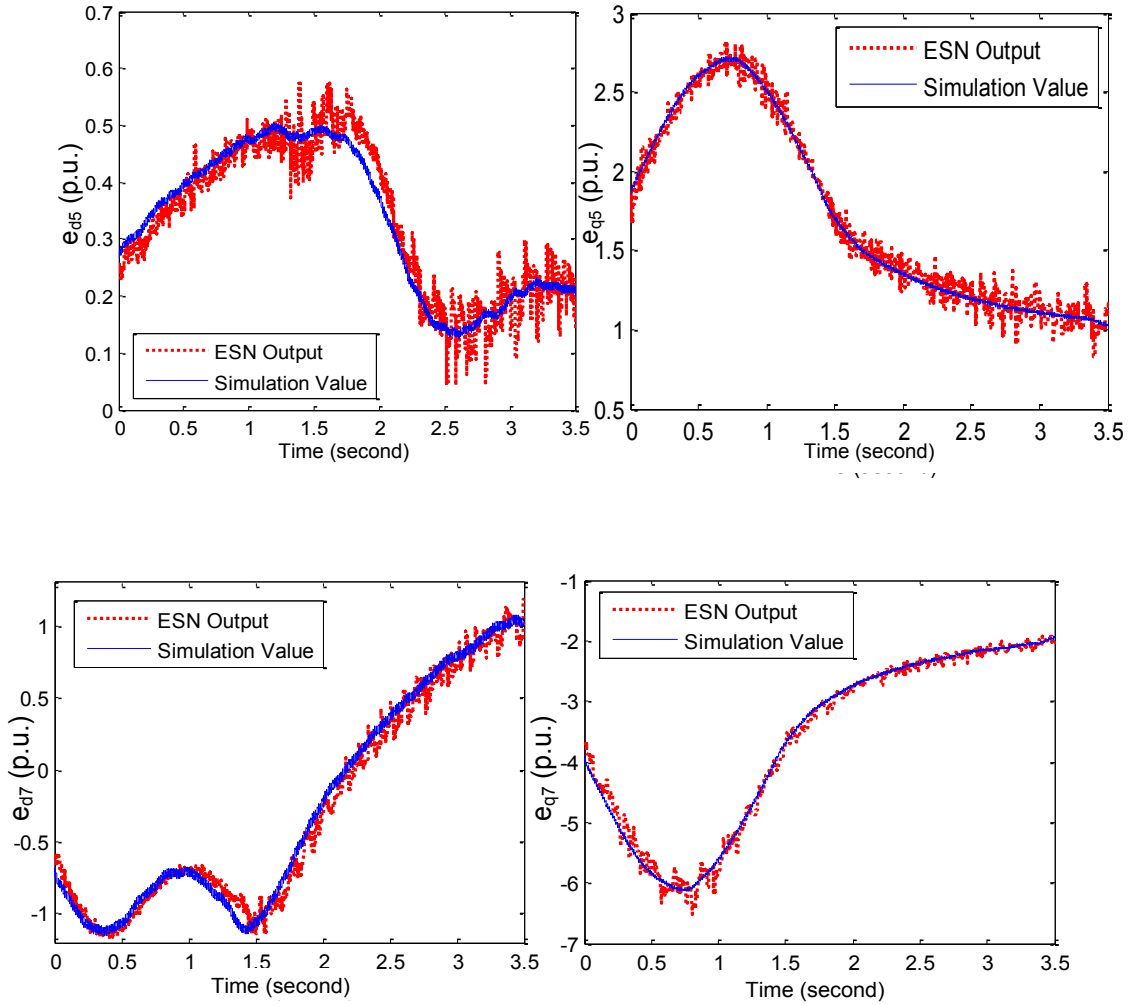 0.7
0.6
0.5
0.4
0.3
0.2
0.1
0
e_d5 (p.u.)
ESN Output
Simulation Value
0 0.5 1 1.5 2 2.5 3 3.5
Time (second)
3
2.5
2
1.5
1
0.5
e_q5 (p.u.)
ESN Output
Simulation Value
0 0.5 1 1.5 2 2.5 3 3.5
Time (second)
1
0.5
0
-0.5
-1
e_d7 (p.u.)
ESN Output
Simulation Value
0 0.5 1 1.5 2 2.5 3 3.5
Time (second)
-1
-2
-3
-4
-5
-6
-7
e_q7 (p.u.)
ESN Output
Simulation Value
0 0.5 1 1.5 2 2.5 3 3.5
Time (second)